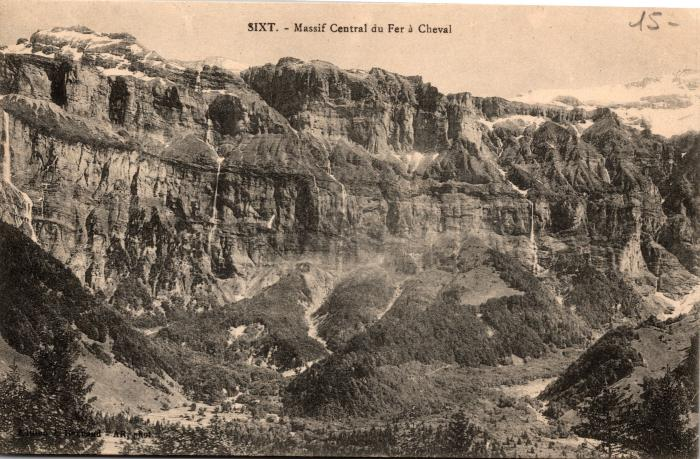 SIXT. - Massif Central du Fer à Cheval
15-